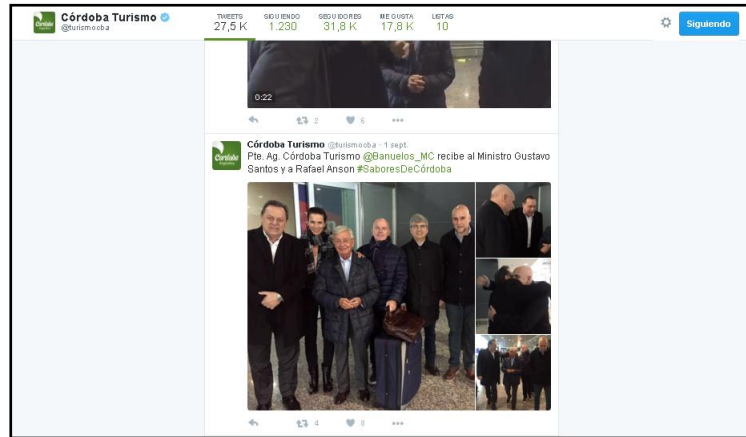 Córdoba Turismo
@turismocba
TWEETS
27,5 K
SIGUIENDO
1.230
SEGUIDORES
31,8 K
ME GUSTA
17,8 K
LISTAS
10
Siguiendo
0:22
2
6
Córdoba Turismo @turismocba · 1 sept.
Pte. Ag. Córdoba Turismo @Banuelos_MC recibe al Ministro Gustavo
Santos y a Rafael Anson #SaboresDeCórdoba
4
8